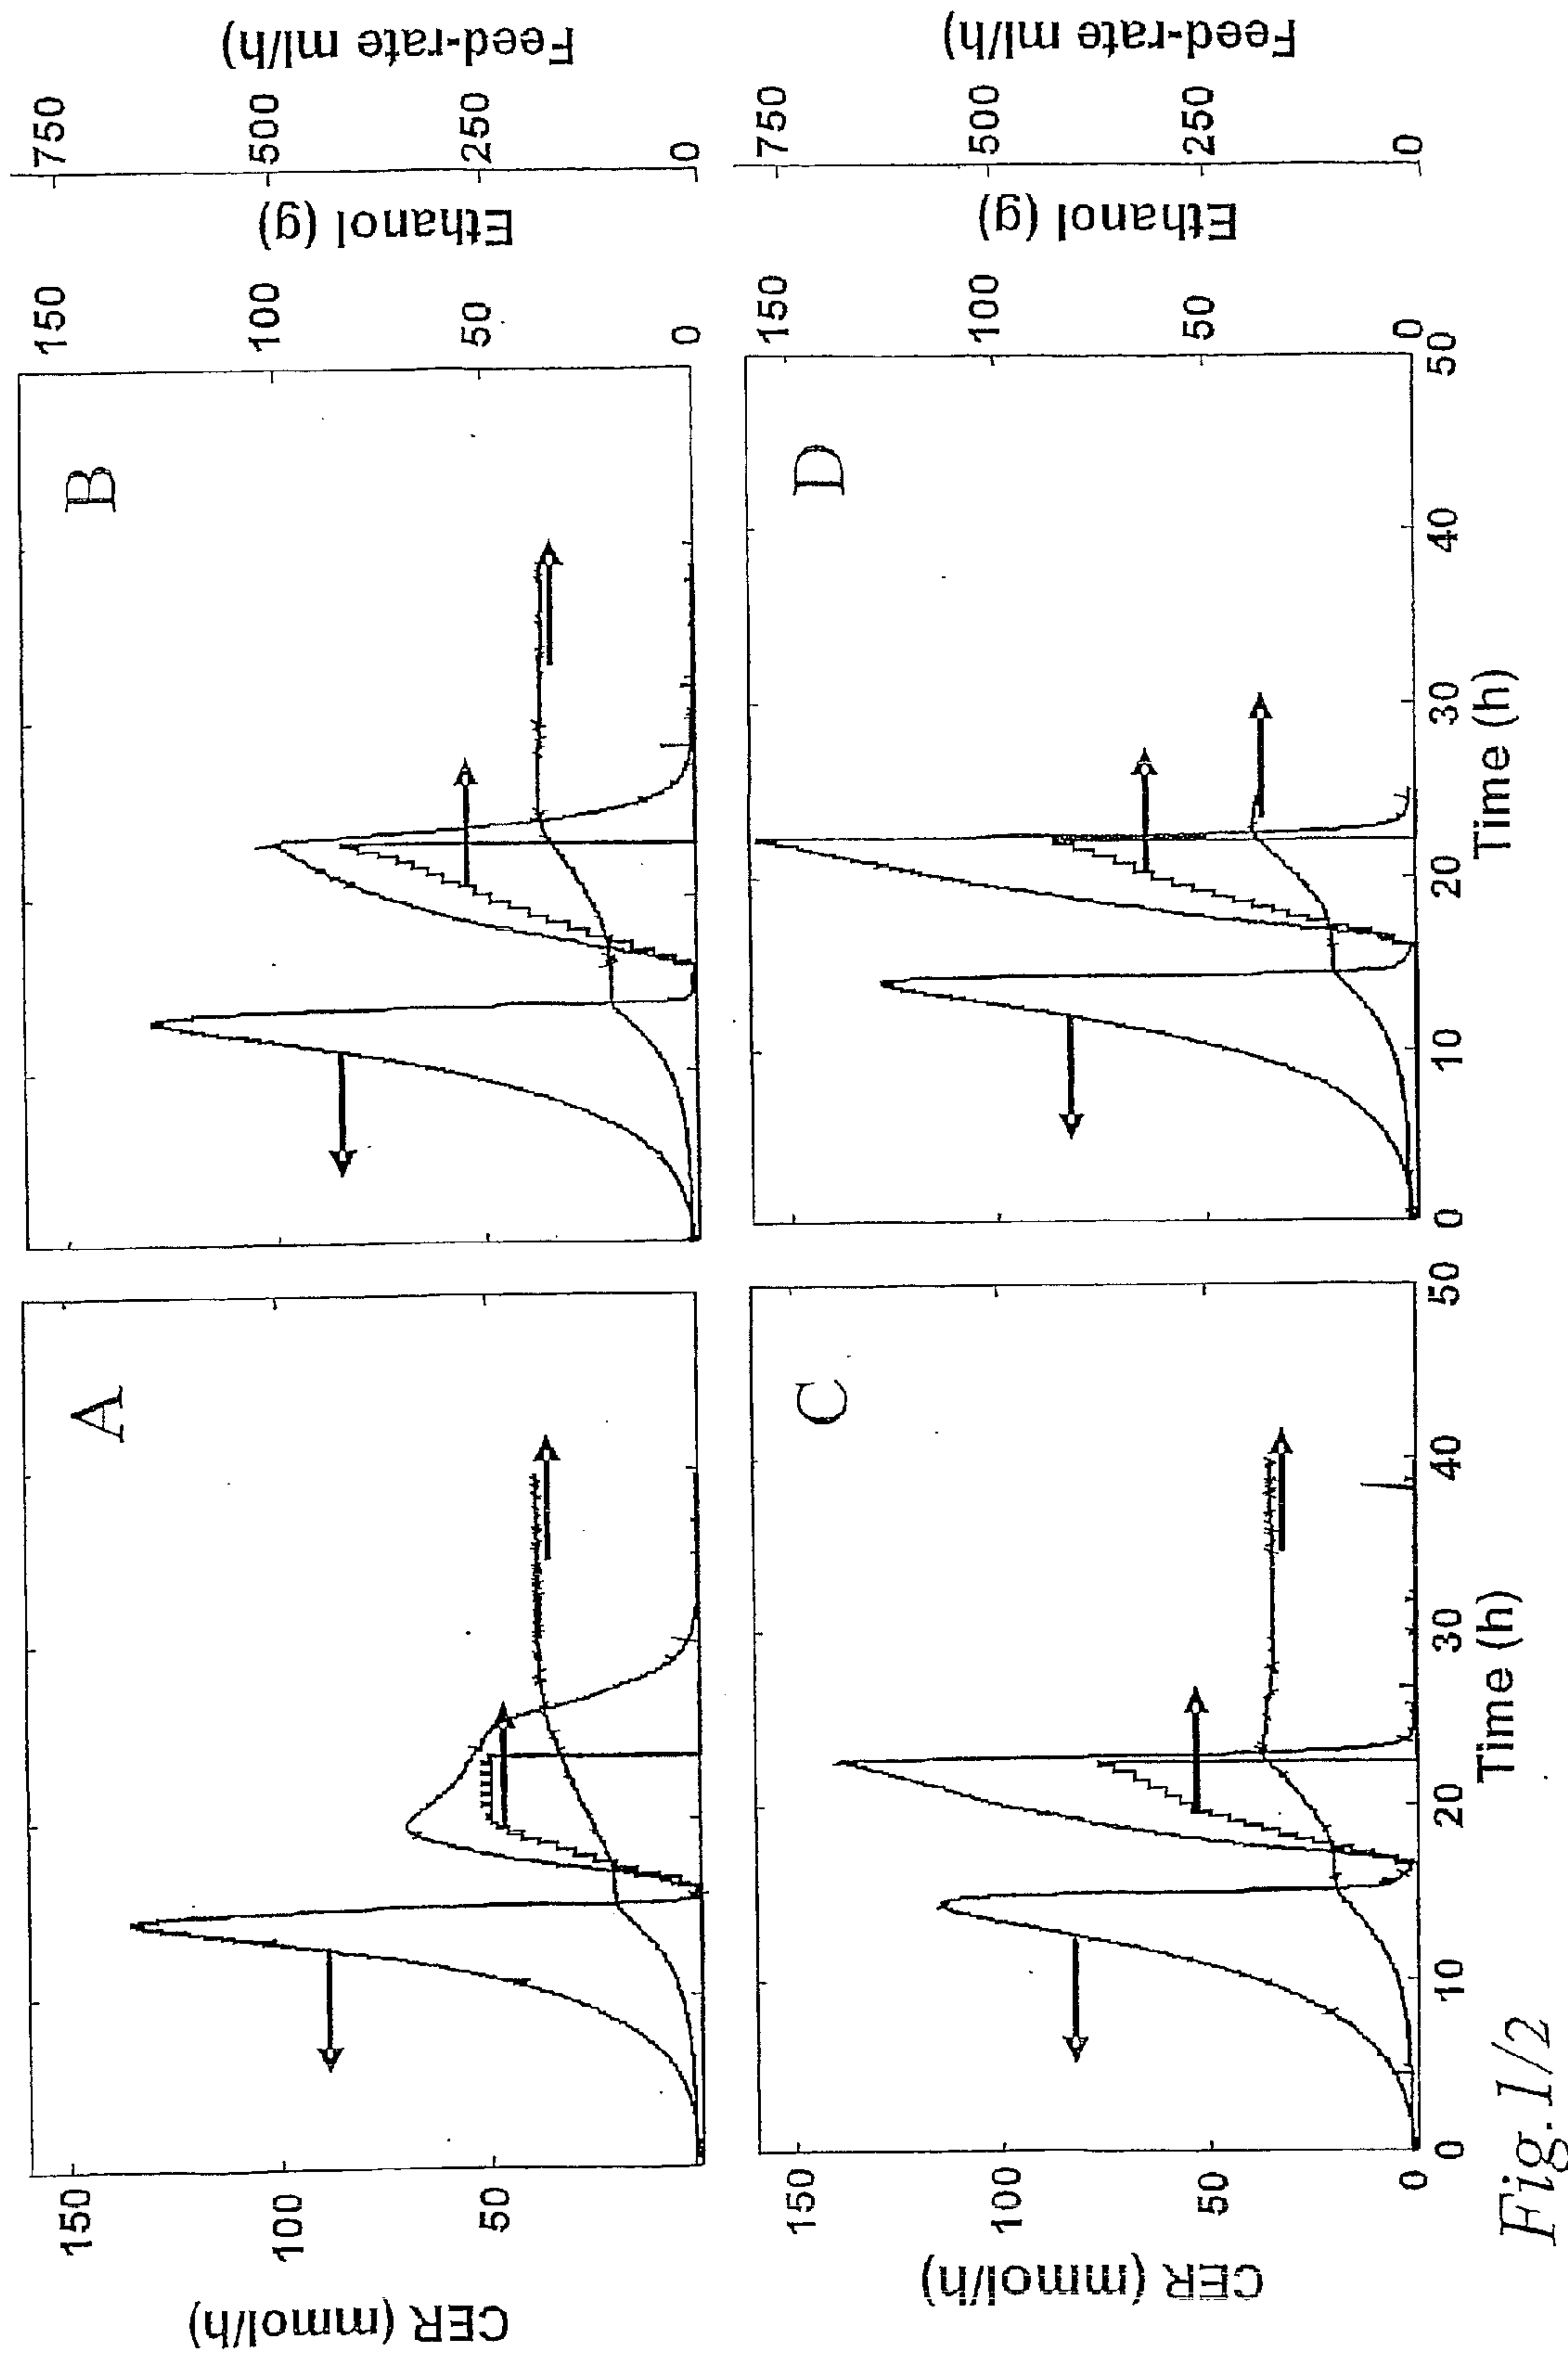 A
B
CER (mmol/h)
150
100
50
150
100
50
0
Ethanol (g)
750
500
250
0
Feed-rate ml/h)
C
D
CER (mmol/h)
150
100
50
0
150
100
50
0
Ethanol (g)
750
500
250
0
Feed-rate ml/h)
0
10
20
30
40
50
0
10
20
30
40
50
Time (h)
Time (h)
Fig.1/2